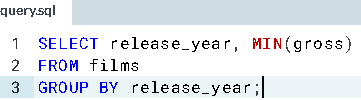 query.sql
1 SELECT release_year, MIN(gross)
2 FROM films
3 GROUP BY release_year;